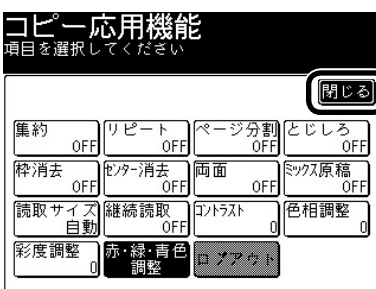 コピー応用機能
項目を選択してください
閉じる
集約 リピート ページ分割 とじしろ
OFF OFF OFF OFF
枠消去 センター消去 両面 ミックス原稿
OFF OFF OFF OFF
読取サイズ 継続読取 コントラスト 色相調整
自動 OFF 0 0
彩度調整 赤・緑・青色 ログアウト
0 調整